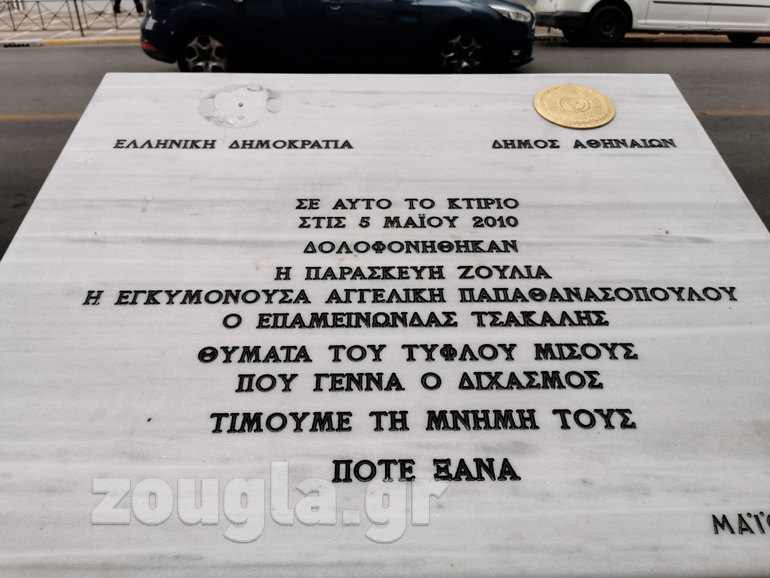 ΕΛΛΗΝΙΚΗ ΔΗΜΟΚΡΑΤΙΑ
ΔΗΜΟΣ ΑΘΗΝΑΙΩΝ
ΣΕ ΑΥΤΟ ΤΟ ΚΤΙΡΙΟ
ΣΤΙΣ 5 ΜΑΪΟΥ 2010
ΔΟΛΟΦΟΝΗΘΗΚΑΝ
Η ΠΑΡΑΣΚΕΥΗ ΖΟΥΛΙΑ
Η ΕΓΚΥΜΟΝΟΥΣΑ ΑΓΓΕΛΙΚΗ ΠΑΠΑΘΑΝΑΣΟΠΟΥΛΟΥ
Ο ΕΠΑΜΕΙΝΩΝΔΑΣ ΤΣΑΚΑΛΗΣ
ΘΥΜΑΤΑ ΤΟΥ ΤΥΦΛΟΥ ΜΙΣΟΥΣ
ΠΟΥ ΓΕΝΝΑ Ο ΔΙΧΑΣΜΟΣ
ΤΙΜΟΥΜΕ ΤΗ ΜΝΗΜΗ ΤΟΥΣ
ΠΟΤΕ ΞΑΝΑ
zougla.gr